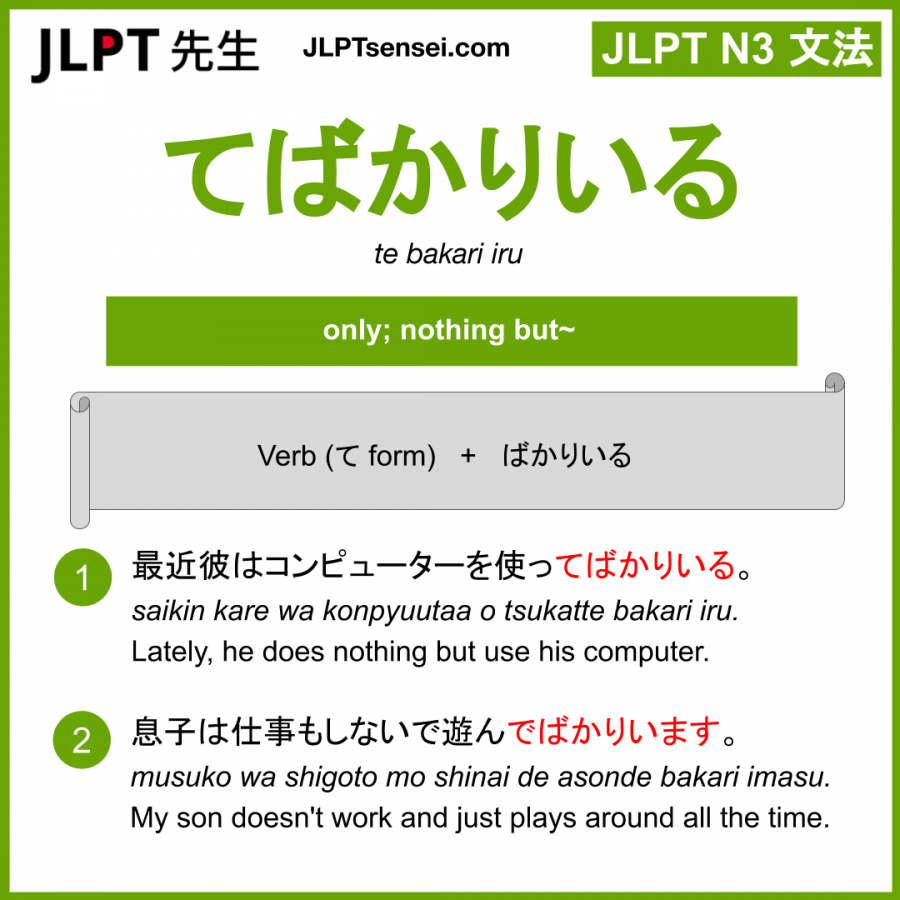 JLPT 先生
JLPTsensei.com
JLPT N3 文法
てばかりいる
te bakari iru
only; nothing but~
Verb (て form) + ばかりいる
1
最近彼はコンピューターを使ってばかりいる。
saikin kare wa konpyuutaa o tsukatte bakari iru.
Lately, he does nothing but use his computer.
2
息子は仕事もしないで遊んでばかりいます。
musuko wa shigoto mo shinai de asonde bakari imasu.
My son doesn't work and just plays around all the time.